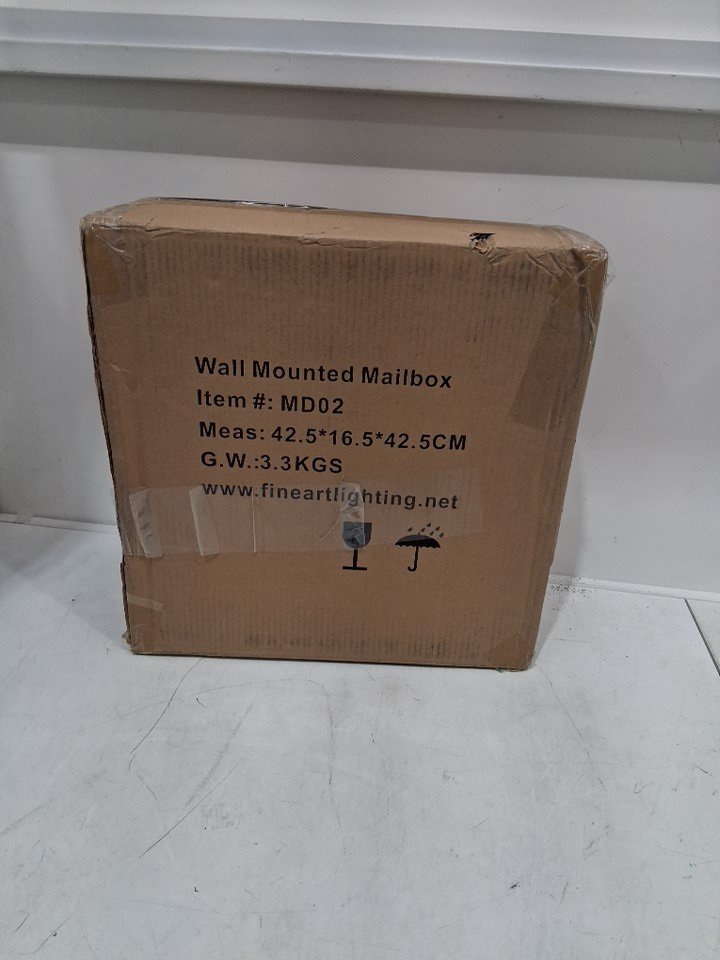 Wall Mounted Mailbox
Item #: MD02
Meas: 42.5*16.5*42.5CM
G.W.:3.3KGS
www.fineartlighting.net